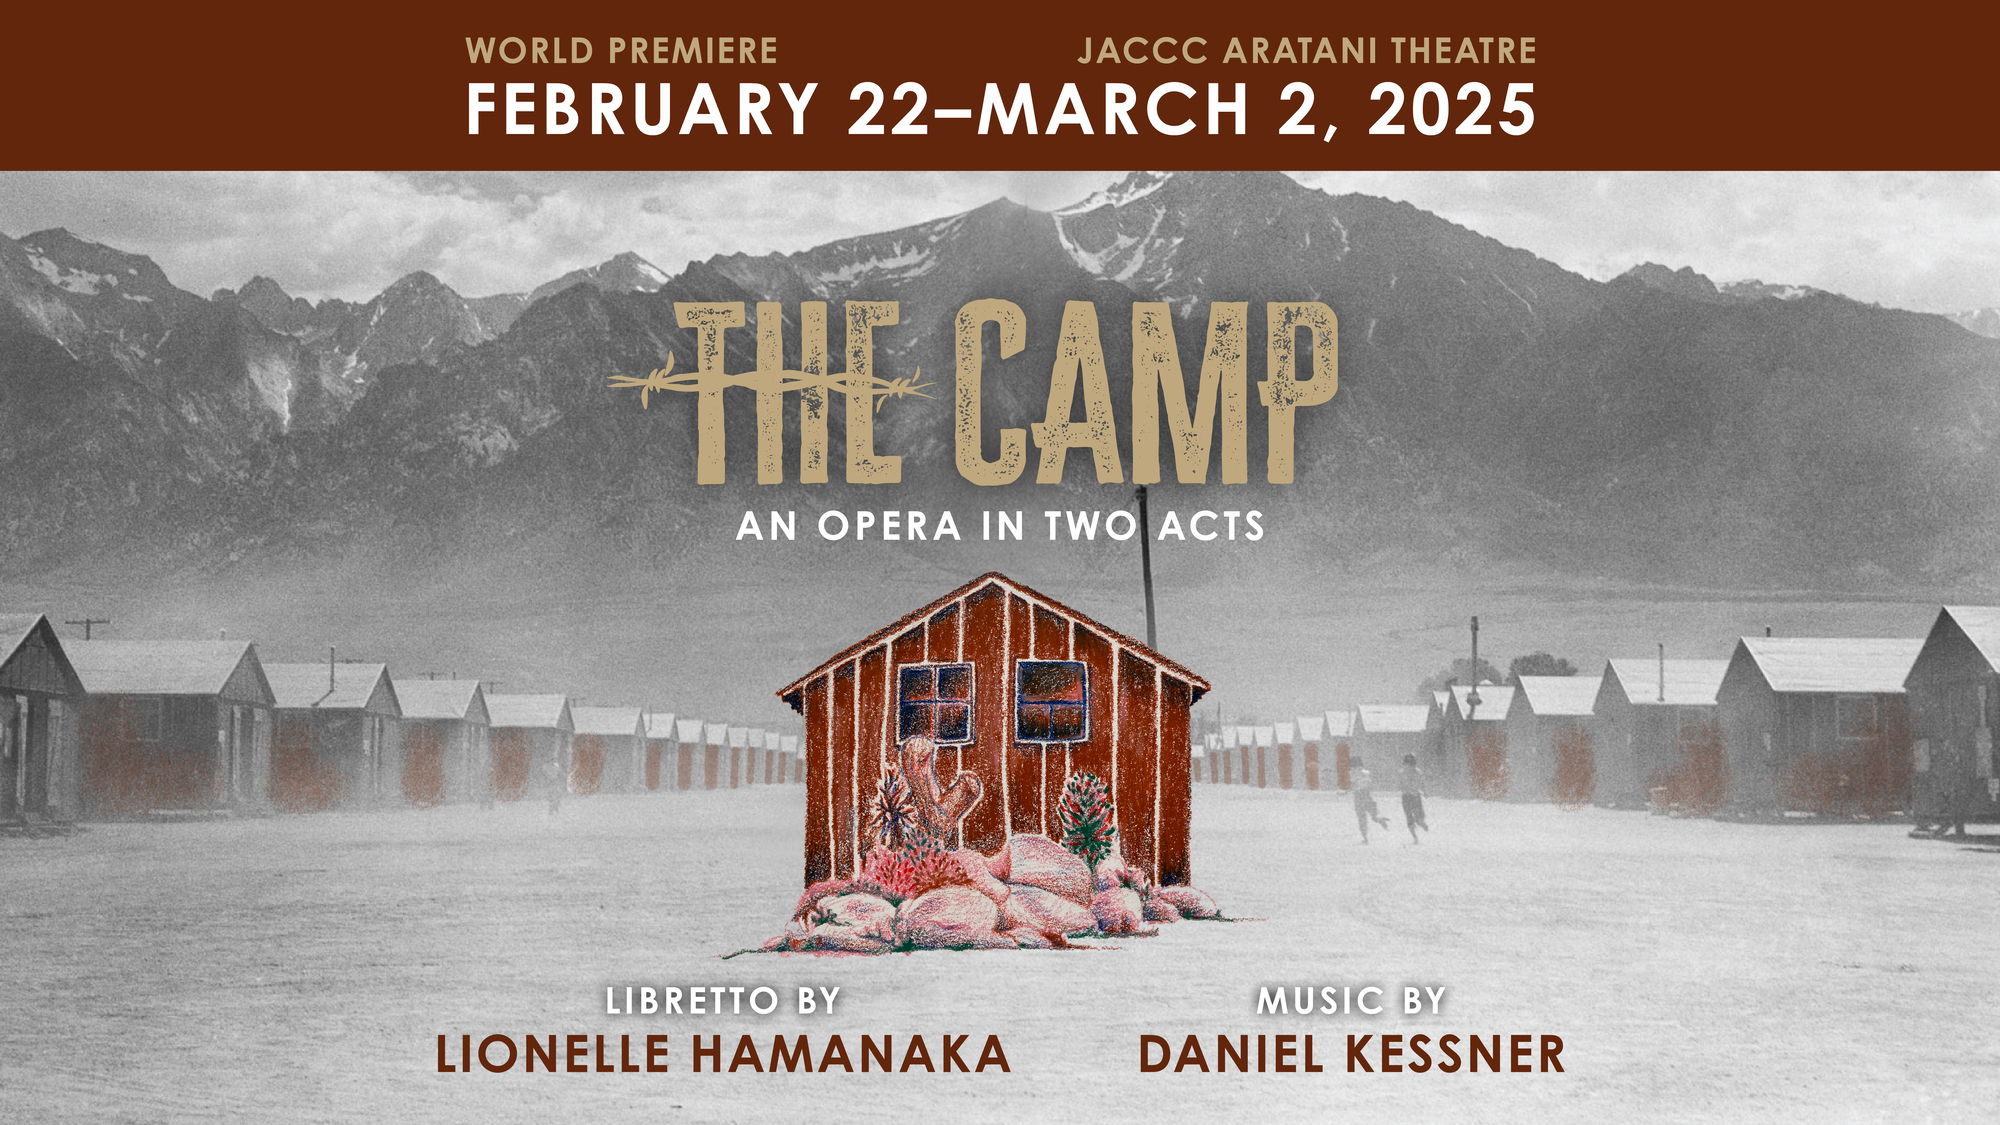 WORLD PREMIERE
JACCC ARATANI THEATRE
FEBRUARY 22–MARCH 2, 2025
THE CAMP
AN OPERA IN TWO ACTS
LIBRETTO BY
LIONELLE HAMANAKA
MUSIC BY
DANIEL KESSNER